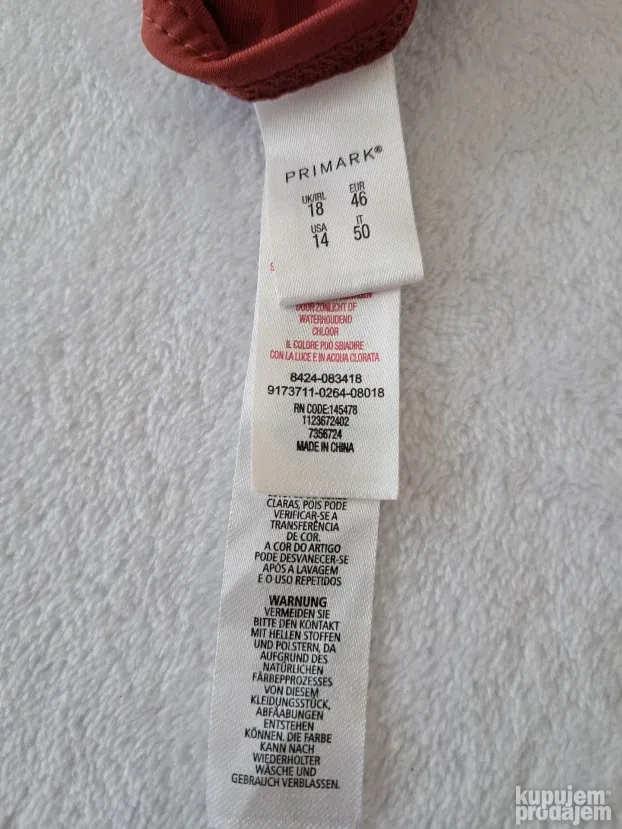 PRIMARK®
UK/IRL EUR
18 46
USA IT
14 50
DOOR ZONLICHT OF
WATERHOUDEND
CHLOOR
IL COLORE PUÒ SBIADIRE
CON LA LUCE E IN ACQUA CLORATA
8424-083418
9173711-0264-08018
RN CODE:145478
1123672402
7356724
MADE IN CHINA
CLARAS, POIS PODE
VERIFICAR-SE A
TRANSFERÊNCIA
DE COR.
A COR DO ARTIGO
PODE DESVANECER-SE
APÓS A LAVAGEM
E O USO REPETIDOS
WARNUNG
VERMEIDEN SIE
BITTE DEN KONTAKT
MIT HELLEN STOFFEN
UND POLSTERN, DA
AUFGRUND DES
NATÜRLICHEN
FÄRBEPROZESSES
VON DIESEM
KLEIDUNGSSTÜCK,
ABFÄABUNGEN
ENTSTEHEN
KÖNNEN. DIE FARBE
KANN NACH
WIEDERHOLTER
WÄSCHE UND
GEBRAUCH VERBLASSEN.
kupujem
prodajem